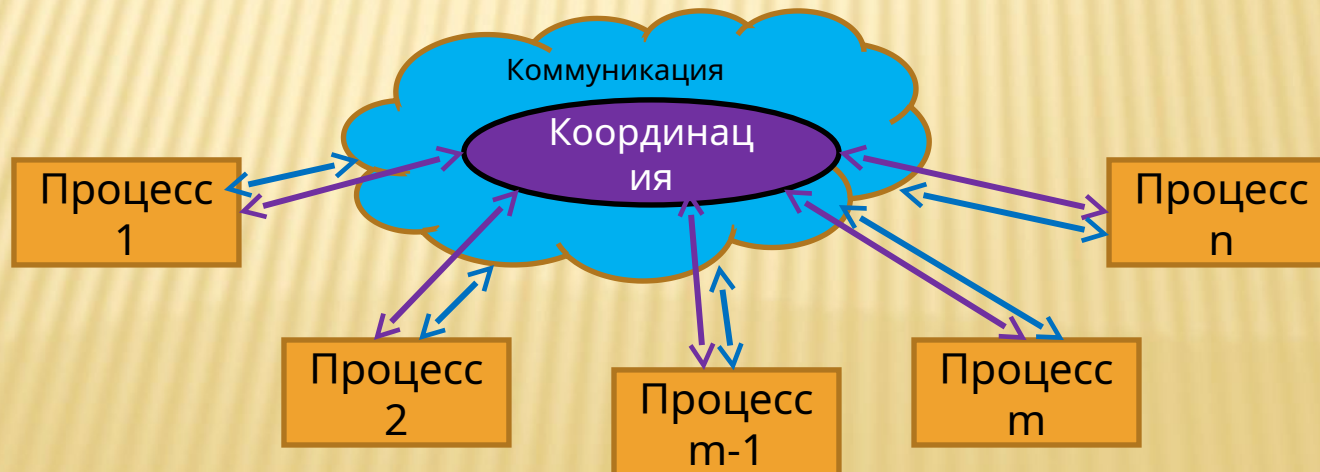 Коммуникация
Координац
ия
Процесс
1
Процесс
n
Процесс
2
Процесс
m
Процесс
m-1